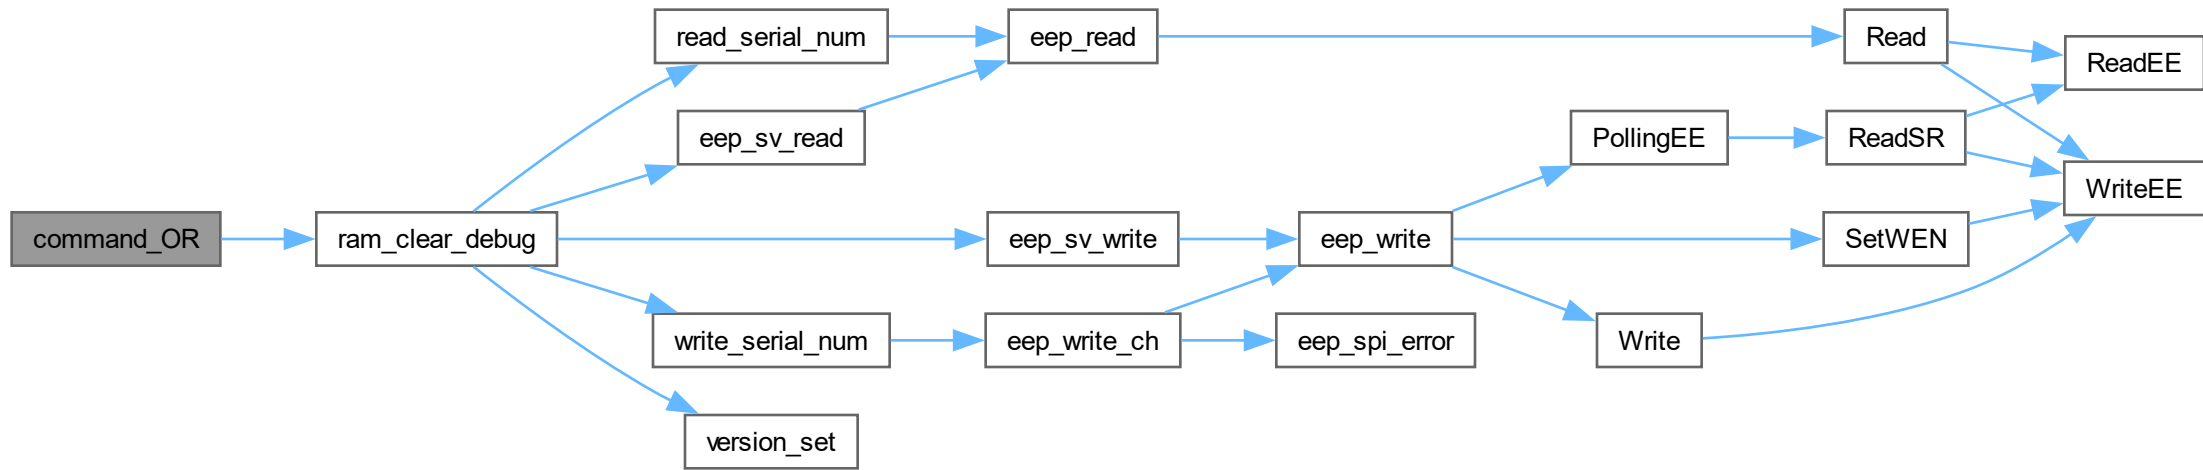 command_OR
ram_clear_debug
read_serial_num
eep_read
Read
ReadEE
WriteEE
eep_sv_read
eep_sv_write
eep_write
PollingEE
ReadSR
SetWEN
Write
write_serial_num
eep_write_ch
eep_spi_error
version_set